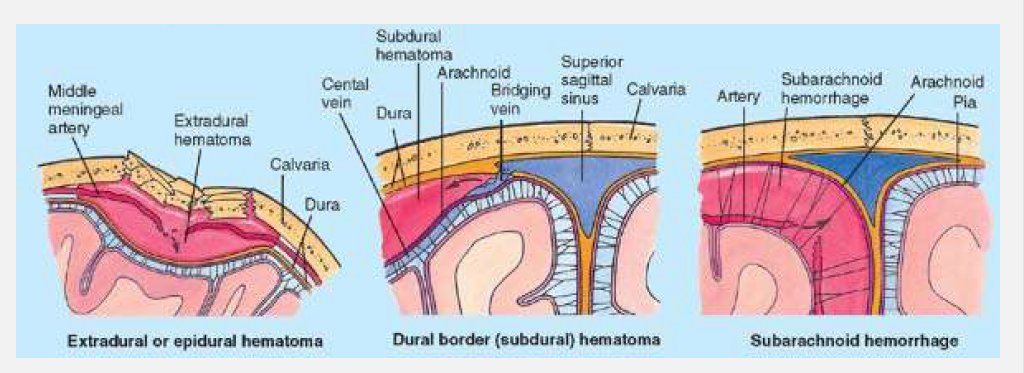 Middle
meningeal
artery
Extradural
hematoma
Calvaria
Dura
Extradural or epidural hematoma
Subdural
hematoma
Cental
vein
Dura
Arachnoid
Bridging
vein
Superior
sagittal
sinus
Calvaria
Dural border (subdural) hematoma
Artery
Subarachnoid
hemorrhage
Arachnoid
Pia
Subarachnoid hemorrhage